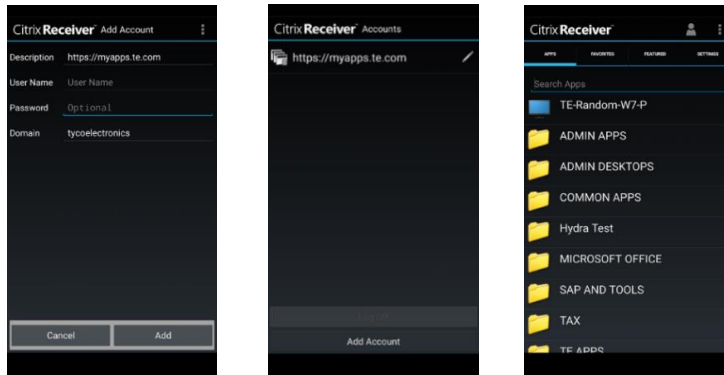 Citrix Receiver Add Account
Description https://myapps.te.com
User Name User Name
Password Optional
Domain tycoelectronics
Cancel Add
Citrix Receiver Accounts
https://myapps.te.com
Log Off
Add Account
Citrix Receiver
APPS FAVORITES FEATURED SETTINGS
Search Apps
TE-Random-W7-P
ADMIN APPS
ADMIN DESKTOPS
COMMON APPS
Hydra Test
MICROSOFT OFFICE
SAP AND TOOLS
TAX
TE APPS